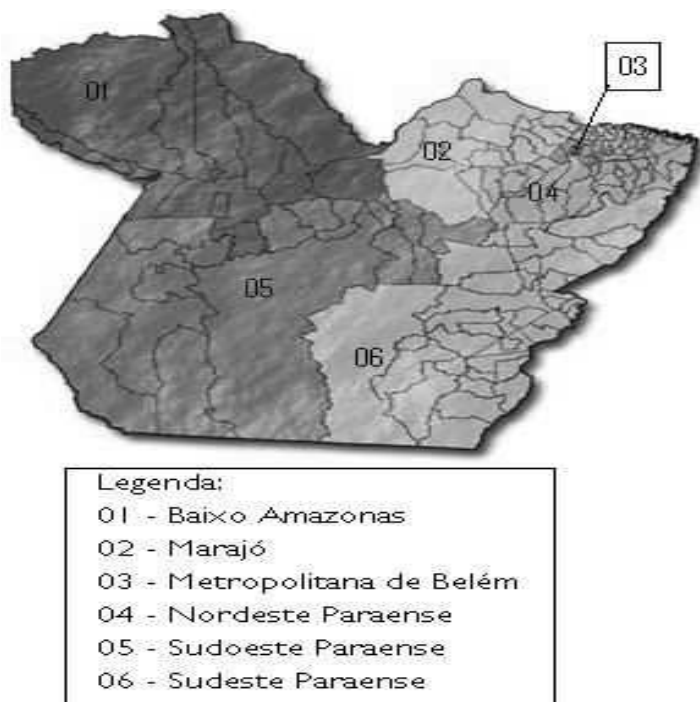 03
01
02
04
05
06
Legenda:
01 - Baixo Amazonas
02 - Marajó
03 - Metropolitana de Belém
04 - Nordeste Paraense
05 - Sudoeste Paraense
06 - Sudeste Paraense